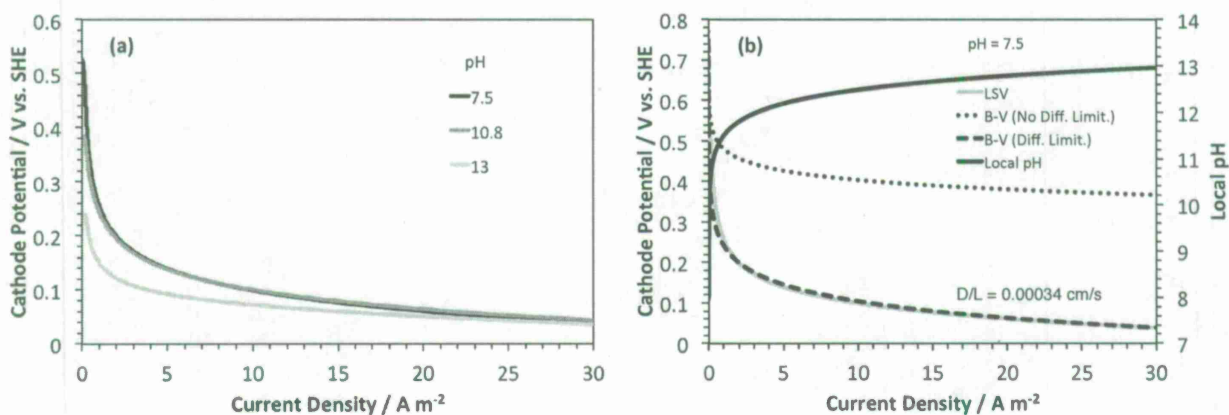 (a)
Cathode Potential / V vs. SHE
0.6
0.5
0.4
0.3
0.2
0.1
0
pH
7.5
10.8
13
0 5 10 15 20 25 30
Current Density / A m-2
(b)
Cathode Potential / V vs. SHE
0.8
0.7
0.6
0.5
0.4
0.3
0.2
0.1
0
pH = 7.5
LSV
B-V (No Diff. Limit.)
B-V (Diff. Limit.)
Local pH
D/L = 0.00034 cm/s
14
13
12
11
10
9
8
7
Local pH
0 5 10 15 20 25 30
Current Density / A m-2